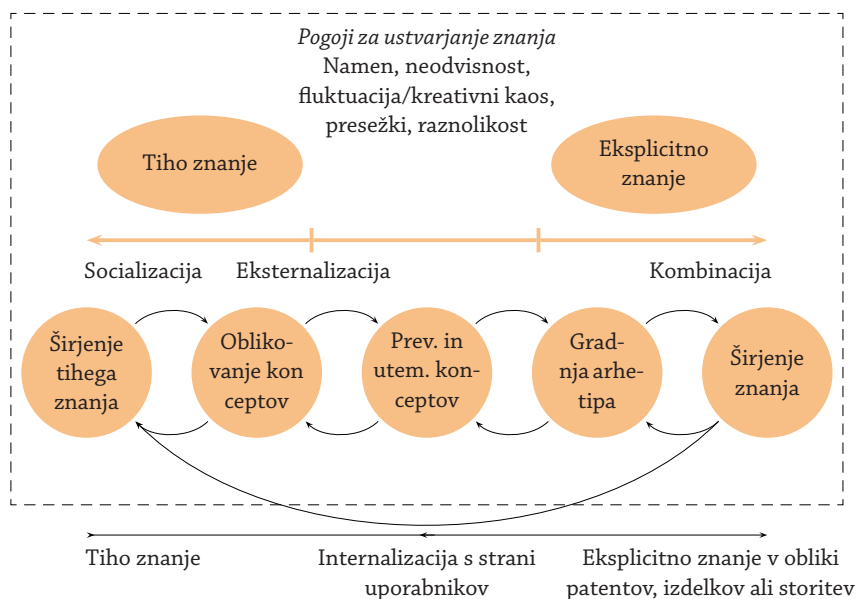 Pogoji za ustvarjanje znanja
Namen, neodvisnost,
fluktuacija/kreativni kaos,
presežki, raznolikost
Tiho znanje
Eksplicitno
znanje
Socializacija
Eksternalizacija
Kombinacija
Širjenje
tihega
znanja
Obliko-
vanje kon
ceptov
Prev. in
utem. kon-
ceptov
Grad-
nja arhe-
tipa
Širjenje
znanja
Tiho znanje
Internalizacija s strani
uporabnikov
Eksplicitno znanje v obliki
patentov, izdelkov ali storitev